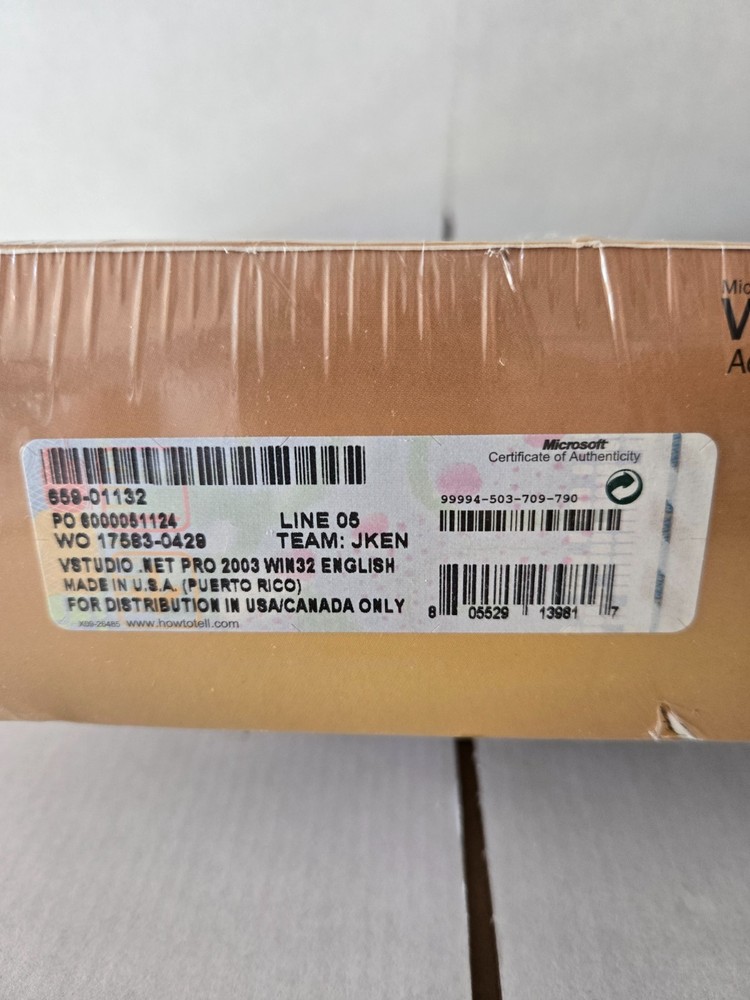 659-01132
PO 6000051124
LINE 05
WO 17583-0429
TEAM: JKEN
VSTUDIO .NET PRO 2003 WIN32 ENGLISH
MADE IN U.S.A. (PUERTO RICO)
FOR DISTRIBUTION IN USA/CANADA ONLY
X09-25485 www.howtotell.com
Microsoft
Certificate of Authenticity
99994-503-709-790
8 05529 13981 7